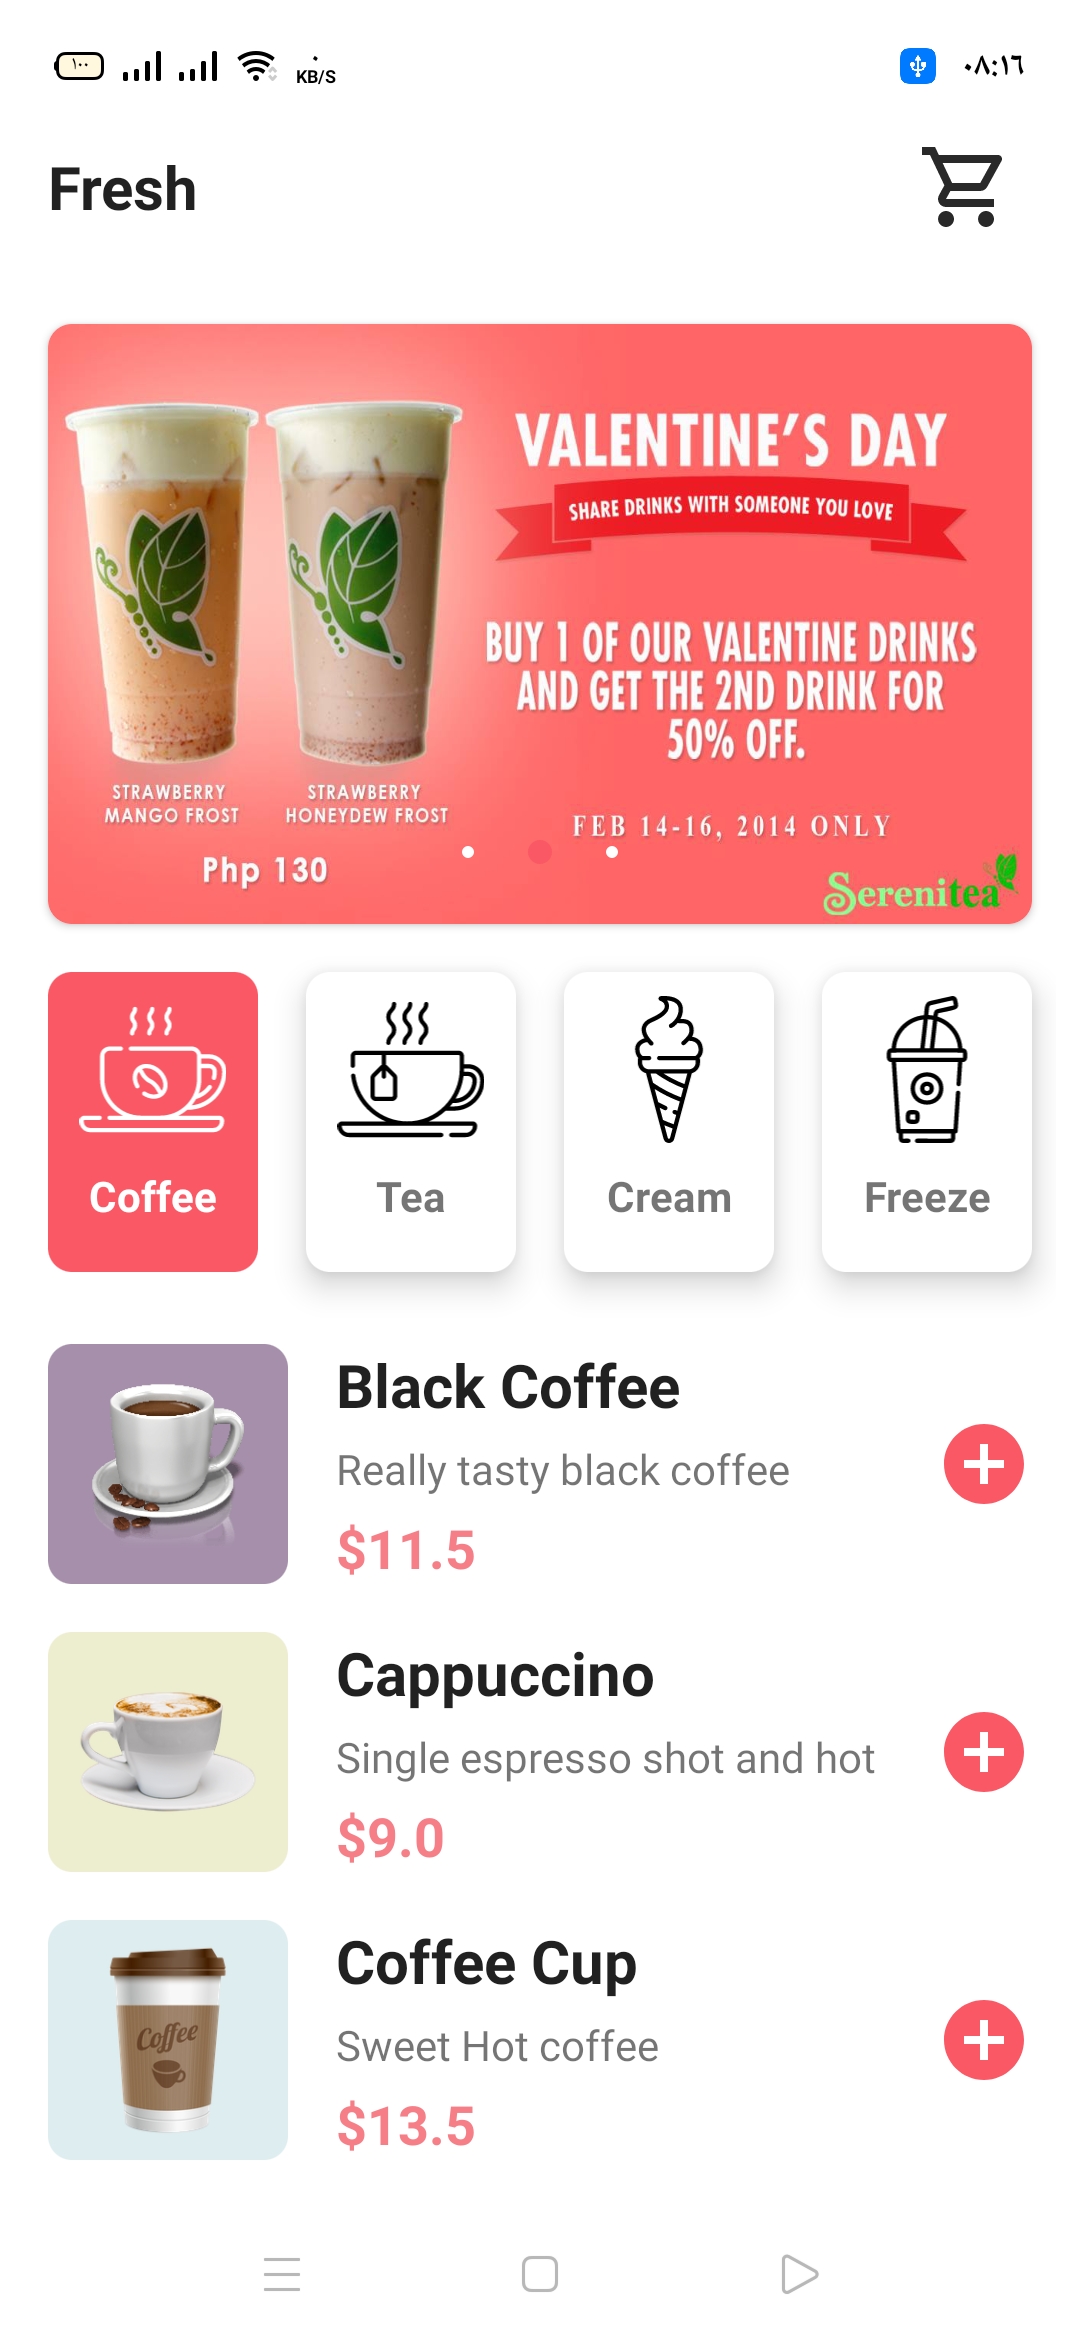 ١٠٠
٠
KB/S
٠٨:١٦
Fresh
VALENTINE'S DAY
SHARE DRINKS WITH SOMEONE YOU LOVE
BUY 1 OF OUR VALENTINE DRINKS
AND GET THE 2ND DRINK FOR
50% OFF.
STRAWBERRY
MANGO FROST
STRAWBERRY
HONEYDEW FROST
FEB 14-16, 2014 ONLY
Php 130
Serenitea
Coffee
Tea
Cream
Freeze
Black Coffee
Really tasty black coffee
$11.5
Cappuccino
Single espresso shot and hot
$9.0
Coffee
Coffee Cup
Sweet Hot coffee
$13.5